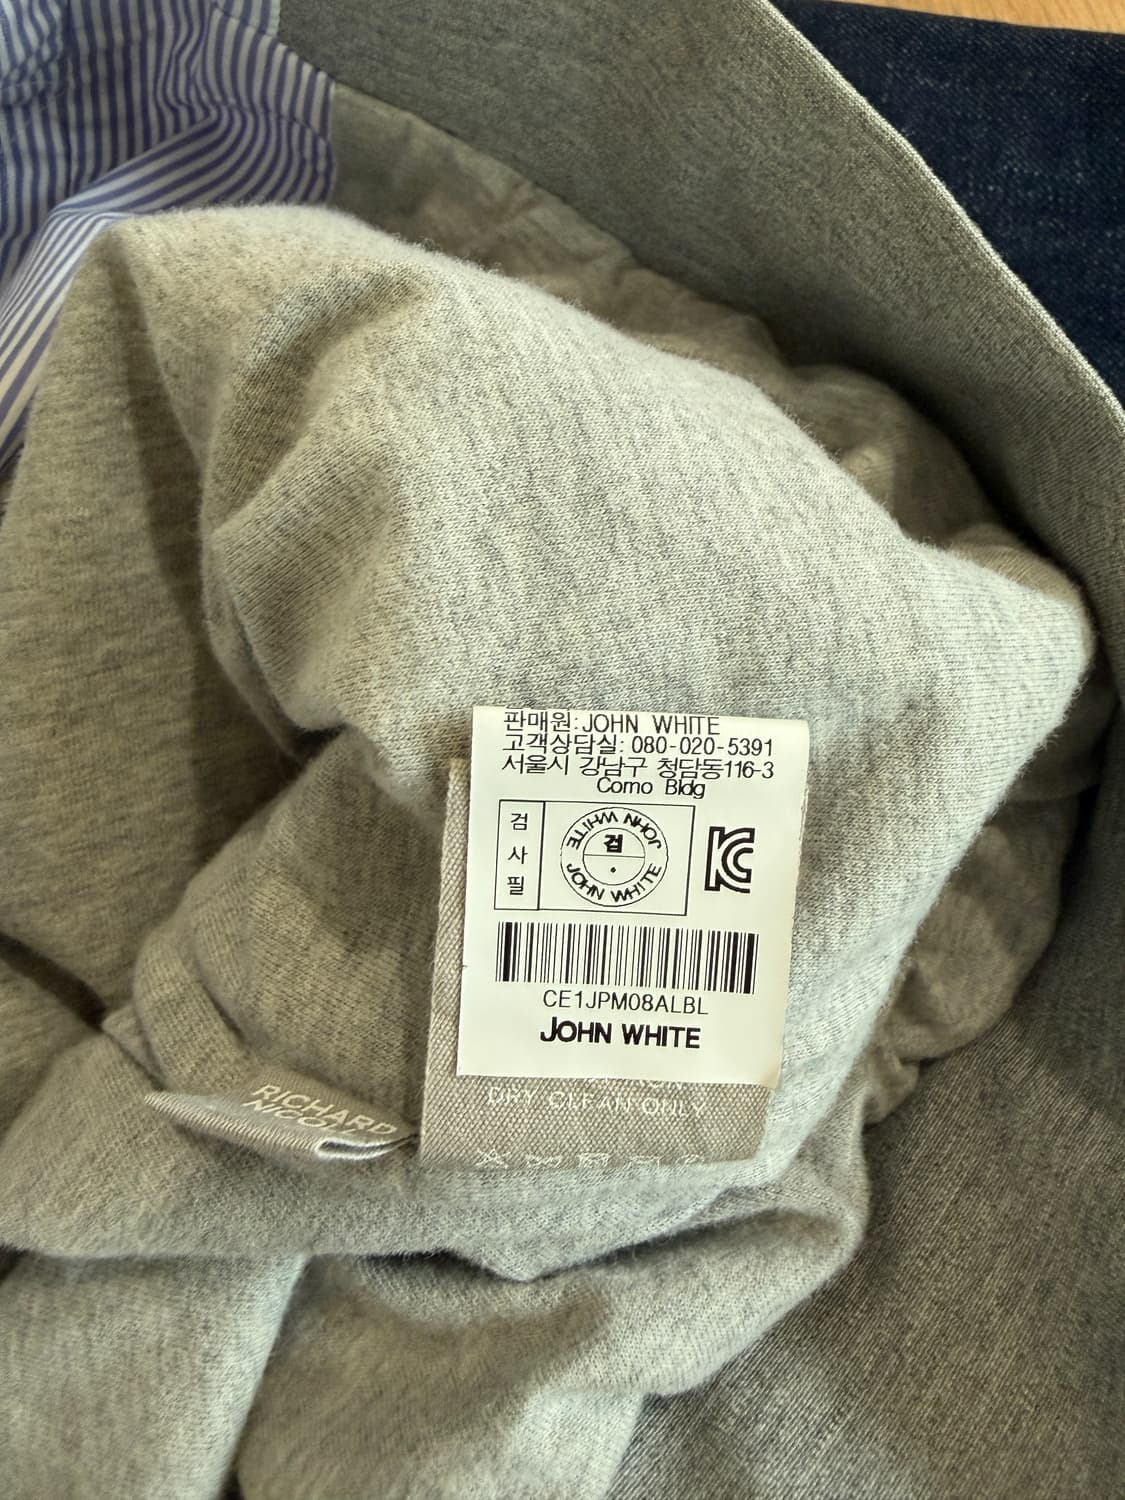 판매원:JOHN WHITE
고객상담실: 080-020-5391
서울시 강남구 청담동116-3
Como Bldg
검
사
필
JOHN WHITE
검
JOHN WHITE
CE1JPM08ALBL
JOHN WHITE
DRY CLEAN ONLY
RICHARD